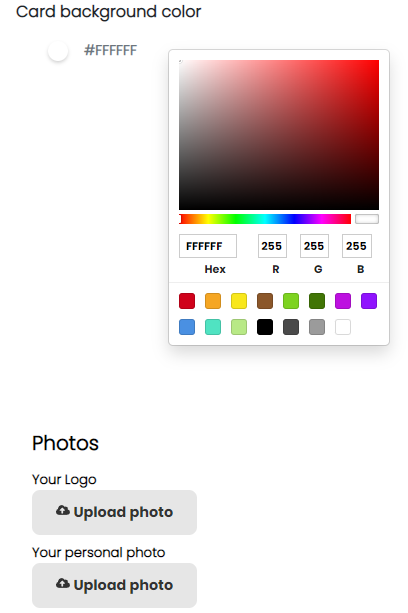 Card background color
#FFFFFF
FFFFFF 255 255 255
Hex R G B
Photos
Your Logo
Upload photo
Your personal photo
Upload photo